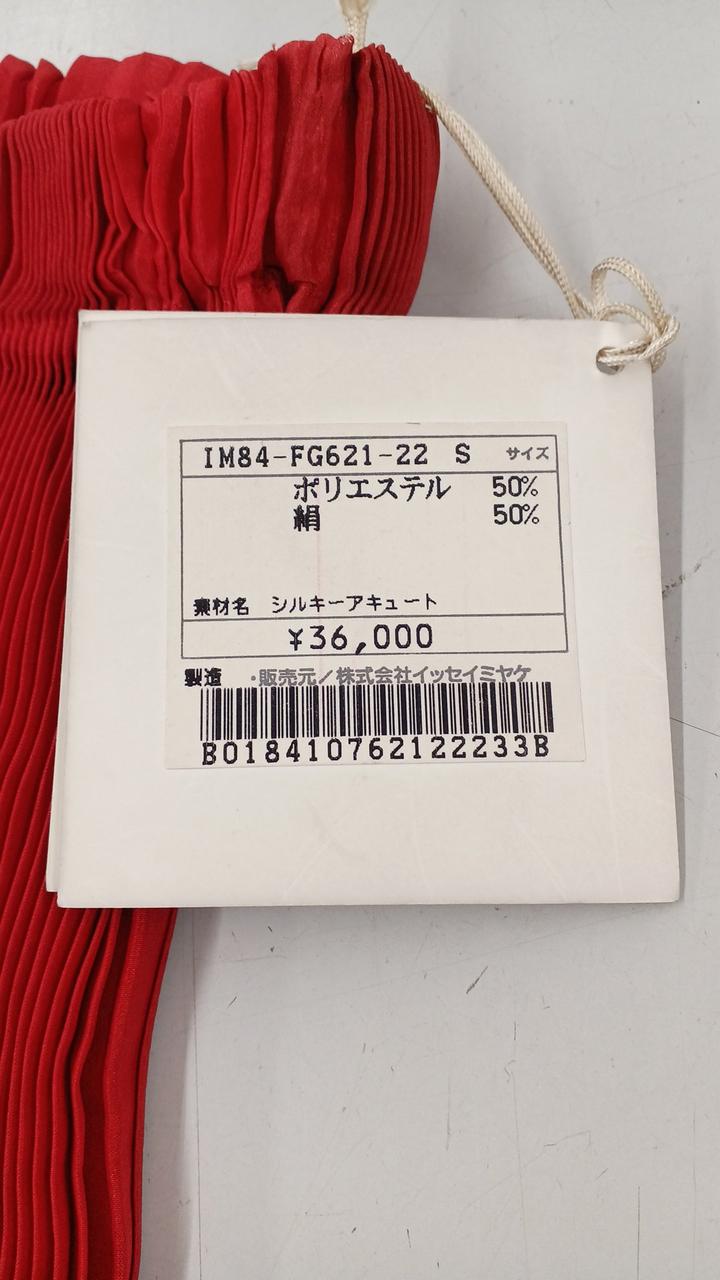 IM84-FG621-22 S サイズ
ポリエステル 50%
絹 50%
素材名 シルキーアキュート
¥36,000
製造 ・販売元／株式会社イッセイミヤケ
B018410762122233B